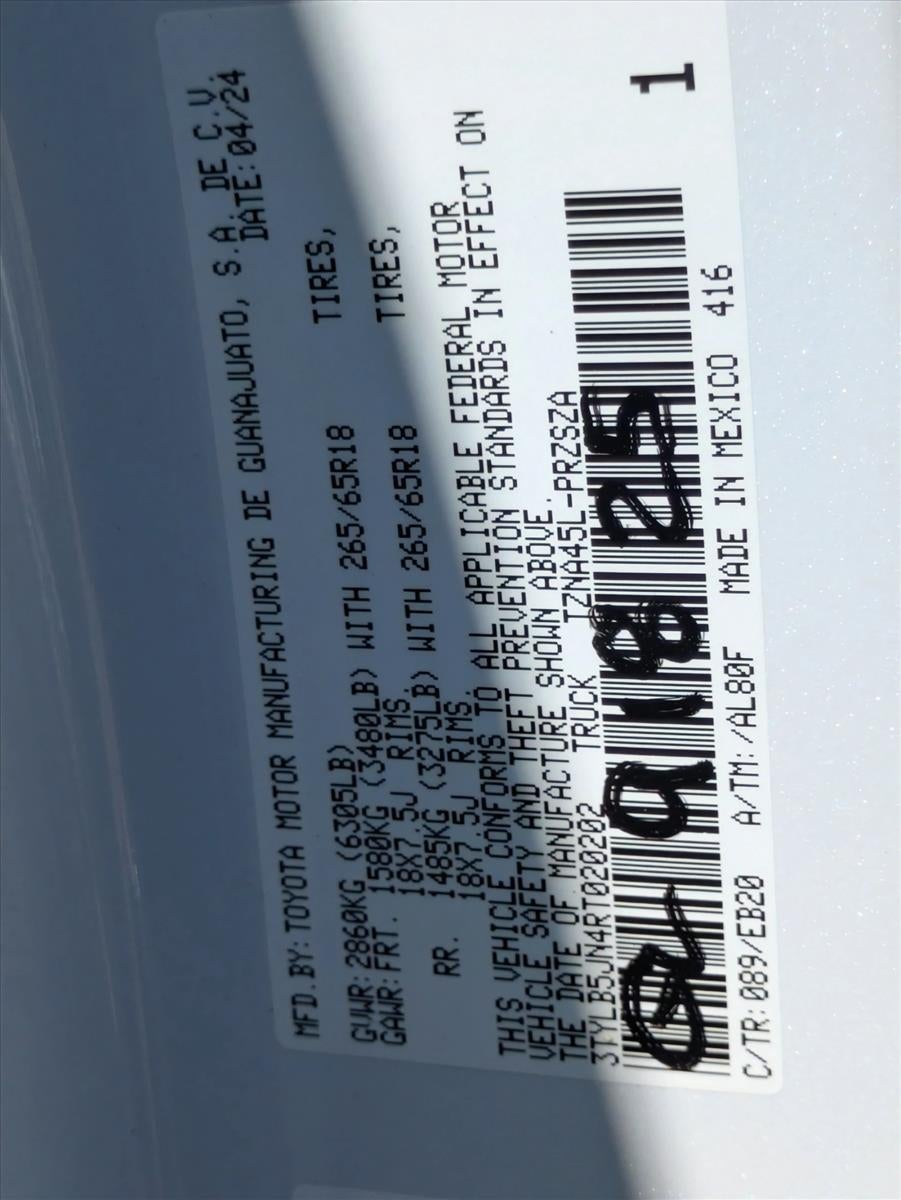 MFD.BY: TOYOTA MOTOR MANUFACTURING DE GUANAJUATO, S.A. DE C.V.
DATE: 04/24
GVWR: 2860KG (6305LB)
GAWR: FRT. 1580KG (3480LB) WITH 265/65R18 TIRES,
18X7.5J RIMS.
RR. 1485KG (3275LB) WITH 265/65R18 TIRES,
18X7.5J RIMS.
THIS VEHICLE CONFORMS TO ALL APPLICABLE FEDERAL MOTOR
VEHICLE SAFETY AND THEFT PREVENTION STANDARDS IN EFFECT ON
THE DATE OF MANUFACTURE SHOWN ABOVE.
3TYLB5JN4RT020202 TRUCK TZNA45L-PRZSZA
1
9 18 25
C/TR: 089/EB20 A/TM: /AL80F MADE IN MEXICO 416